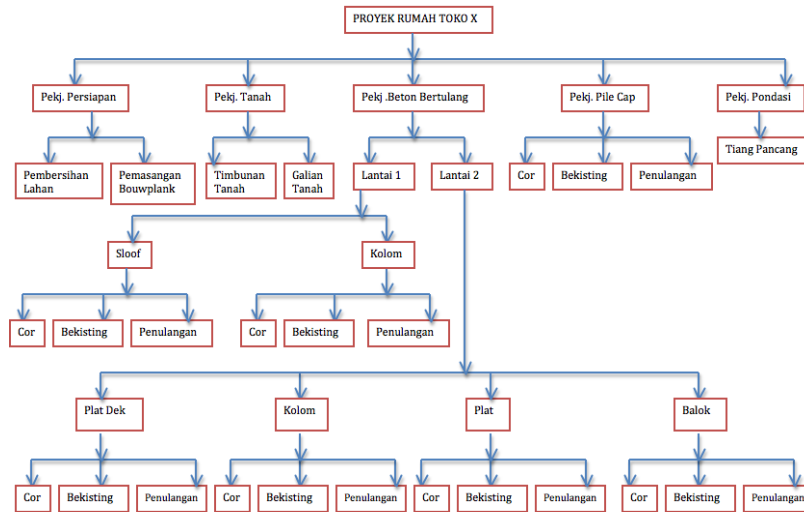 PROYEK RUMAH TOKO X
Pekj. Persiapan
Pekj. Tanah
Pekj .Beton Bertulang
Pekj. Pile Cap
Pekj. Pondasi
Pembersihan
Lahan
Pemasangan
Bouwplank
Timbunan
Tanah
Galian
Tanah
Lantai 1
Lantai 2
Cor
Bekisting
Penulangan
Tiang Pancang
Sloof
Kolom
Cor
Bekisting
Penulangan
Cor
Bekisting
Penulangan
Plat Dek
Kolom
Plat
Balok
Cor
Bekisting
Penulangan
Cor
Bekisting
Penulangan
Cor
Bekisting
Penulangan
Cor
Bekisting
Penulangan